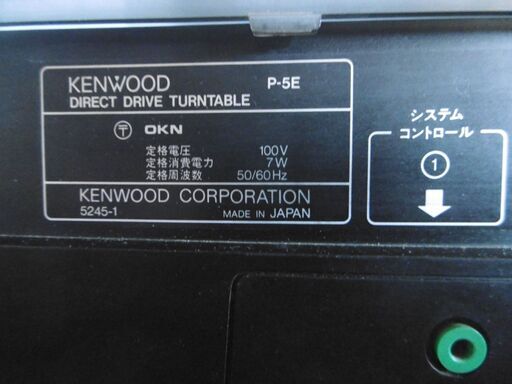 KENWOOD P-5E
DIRECT DRIVE TURNTABLE
〒 OKN
定格電圧 100V
定格消費電力 7W
定格周波数 50/60Hz
KENWOOD CORPORATION
5245-1 MADE IN JAPAN
システム
コントロール
①